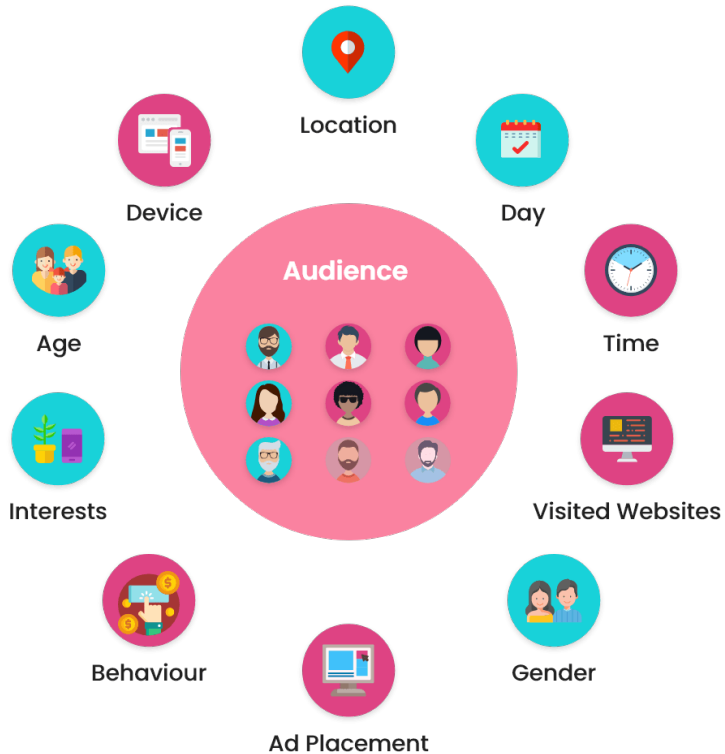 Location
Device
Day
Audience
Age
Time
Interests
Visited Websites
Behaviour
Gender
Ad Placement